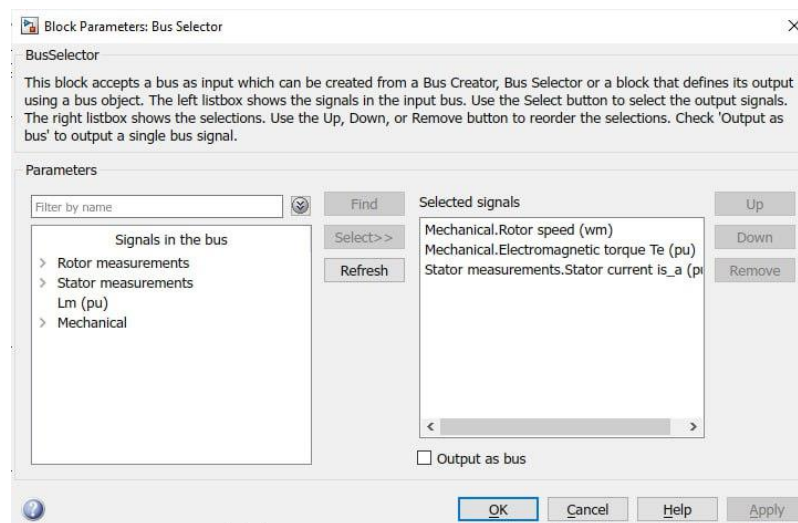 Block Parameters: Bus Selector
BusSelector
This block accepts a bus as input which can be created from a Bus Creator, Bus Selector or a block that defines its output
using a bus object. The left listbox shows the signals in the input bus. Use the Select button to select the output signals.
The right listbox shows the selections. Use the Up, Down, or Remove button to reorder the selections. Check 'Output as
bus' to output a single bus signal.
Parameters
Filter by name
Find
Selected signals
Up
Signals in the bus
Select>>
Mechanical.Rotor speed (wm)
Down
Rotor measurements
Mechanical.Electromagnetic torque Te (pu)
Stator measurements
Refresh
Stator measurements.Stator current is_a (p
Remove
Lm (pu)
Mechanical
Output as bus
OK
Cancel
Help
Apply